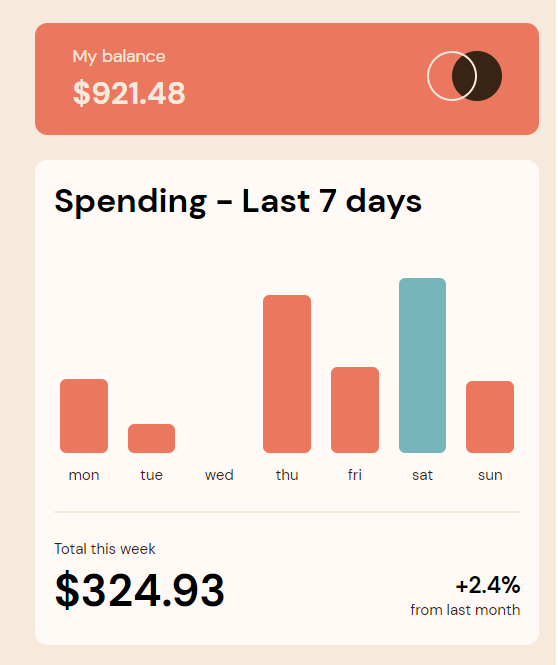 My balance
$921.48
Spending - Last 7 days
mon tue wed thu fri sat sun
Total this week
$324.93
+2.4%
from last month